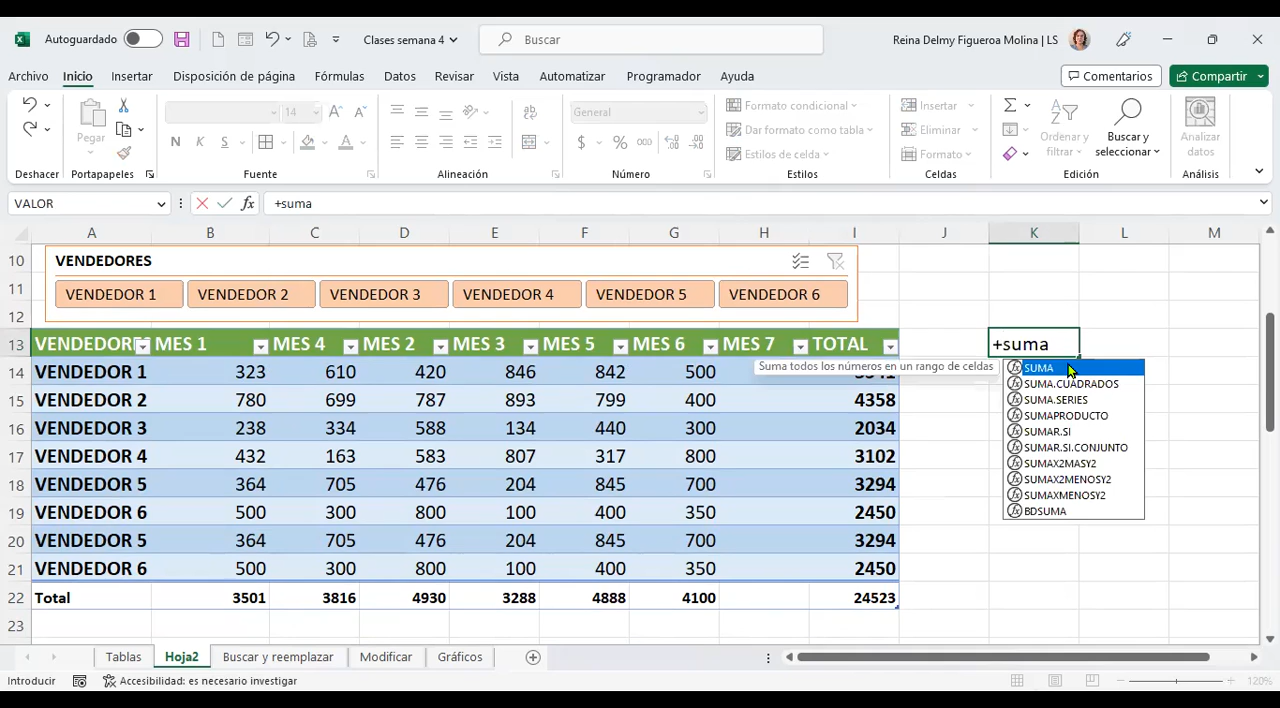 Autoguardado Clases semana 4 Buscar Reina Delmy Figueroa Molina | LS
Archivo Inicio Insertar Disposición de página Fórmulas Datos Revisar Vista Automatizar Programador Ayuda Comentarios Compartir
14 General Formato condicional Insertar
Pegar Dar formato como tabla Eliminar Ordenar y filtrar Buscar y seleccionar Analizar datos
N K S $ % 000 Estilos de celda Formato
Deshacer Portapapeles Fuente Alineación Número Estilos Celdas Edición Análisis
VALOR fx +suma
A B C D E F G H I J K L M
10 VENDEDORES
11 VENDEDOR 1 VENDEDOR 2 VENDEDOR 3 VENDEDOR 4 VENDEDOR 5 VENDEDOR 6
12
13 VENDEDOR MES 1 MES 4 MES 2 MES 3 MES 5 MES 6 MES 7 TOTAL +suma
Suma todos los números en un rango de celdas
14 VENDEDOR 1 323 610 420 846 842 500
15 VENDEDOR 2 780 699 787 893 799 400 4358
16 VENDEDOR 3 238 334 588 134 440 300 2034
17 VENDEDOR 4 432 163 583 807 317 800 3102
18 VENDEDOR 5 364 705 476 204 845 700 3294
19 VENDEDOR 6 500 300 800 100 400 350 2450
20 VENDEDOR 5 364 705 476 204 845 700 3294
21 VENDEDOR 6 500 300 800 100 400 350 2450
22 Total 3501 3816 4930 3288 4888 4100 24523
23
SUMA
SUMA.CUADRADOS
SUMA.SERIES
SUMAPRODUCTO
SUMAR.SI
SUMAR.SI.CONJUNTO
SUMAX2MASY2
SUMAX2MENOSY2
SUMAXMENOSY2
BDSUMA
Tablas Hoja2 Buscar y reemplazar Modificar Gráficos
Introducir Accesibilidad: es necesario investigar 120%